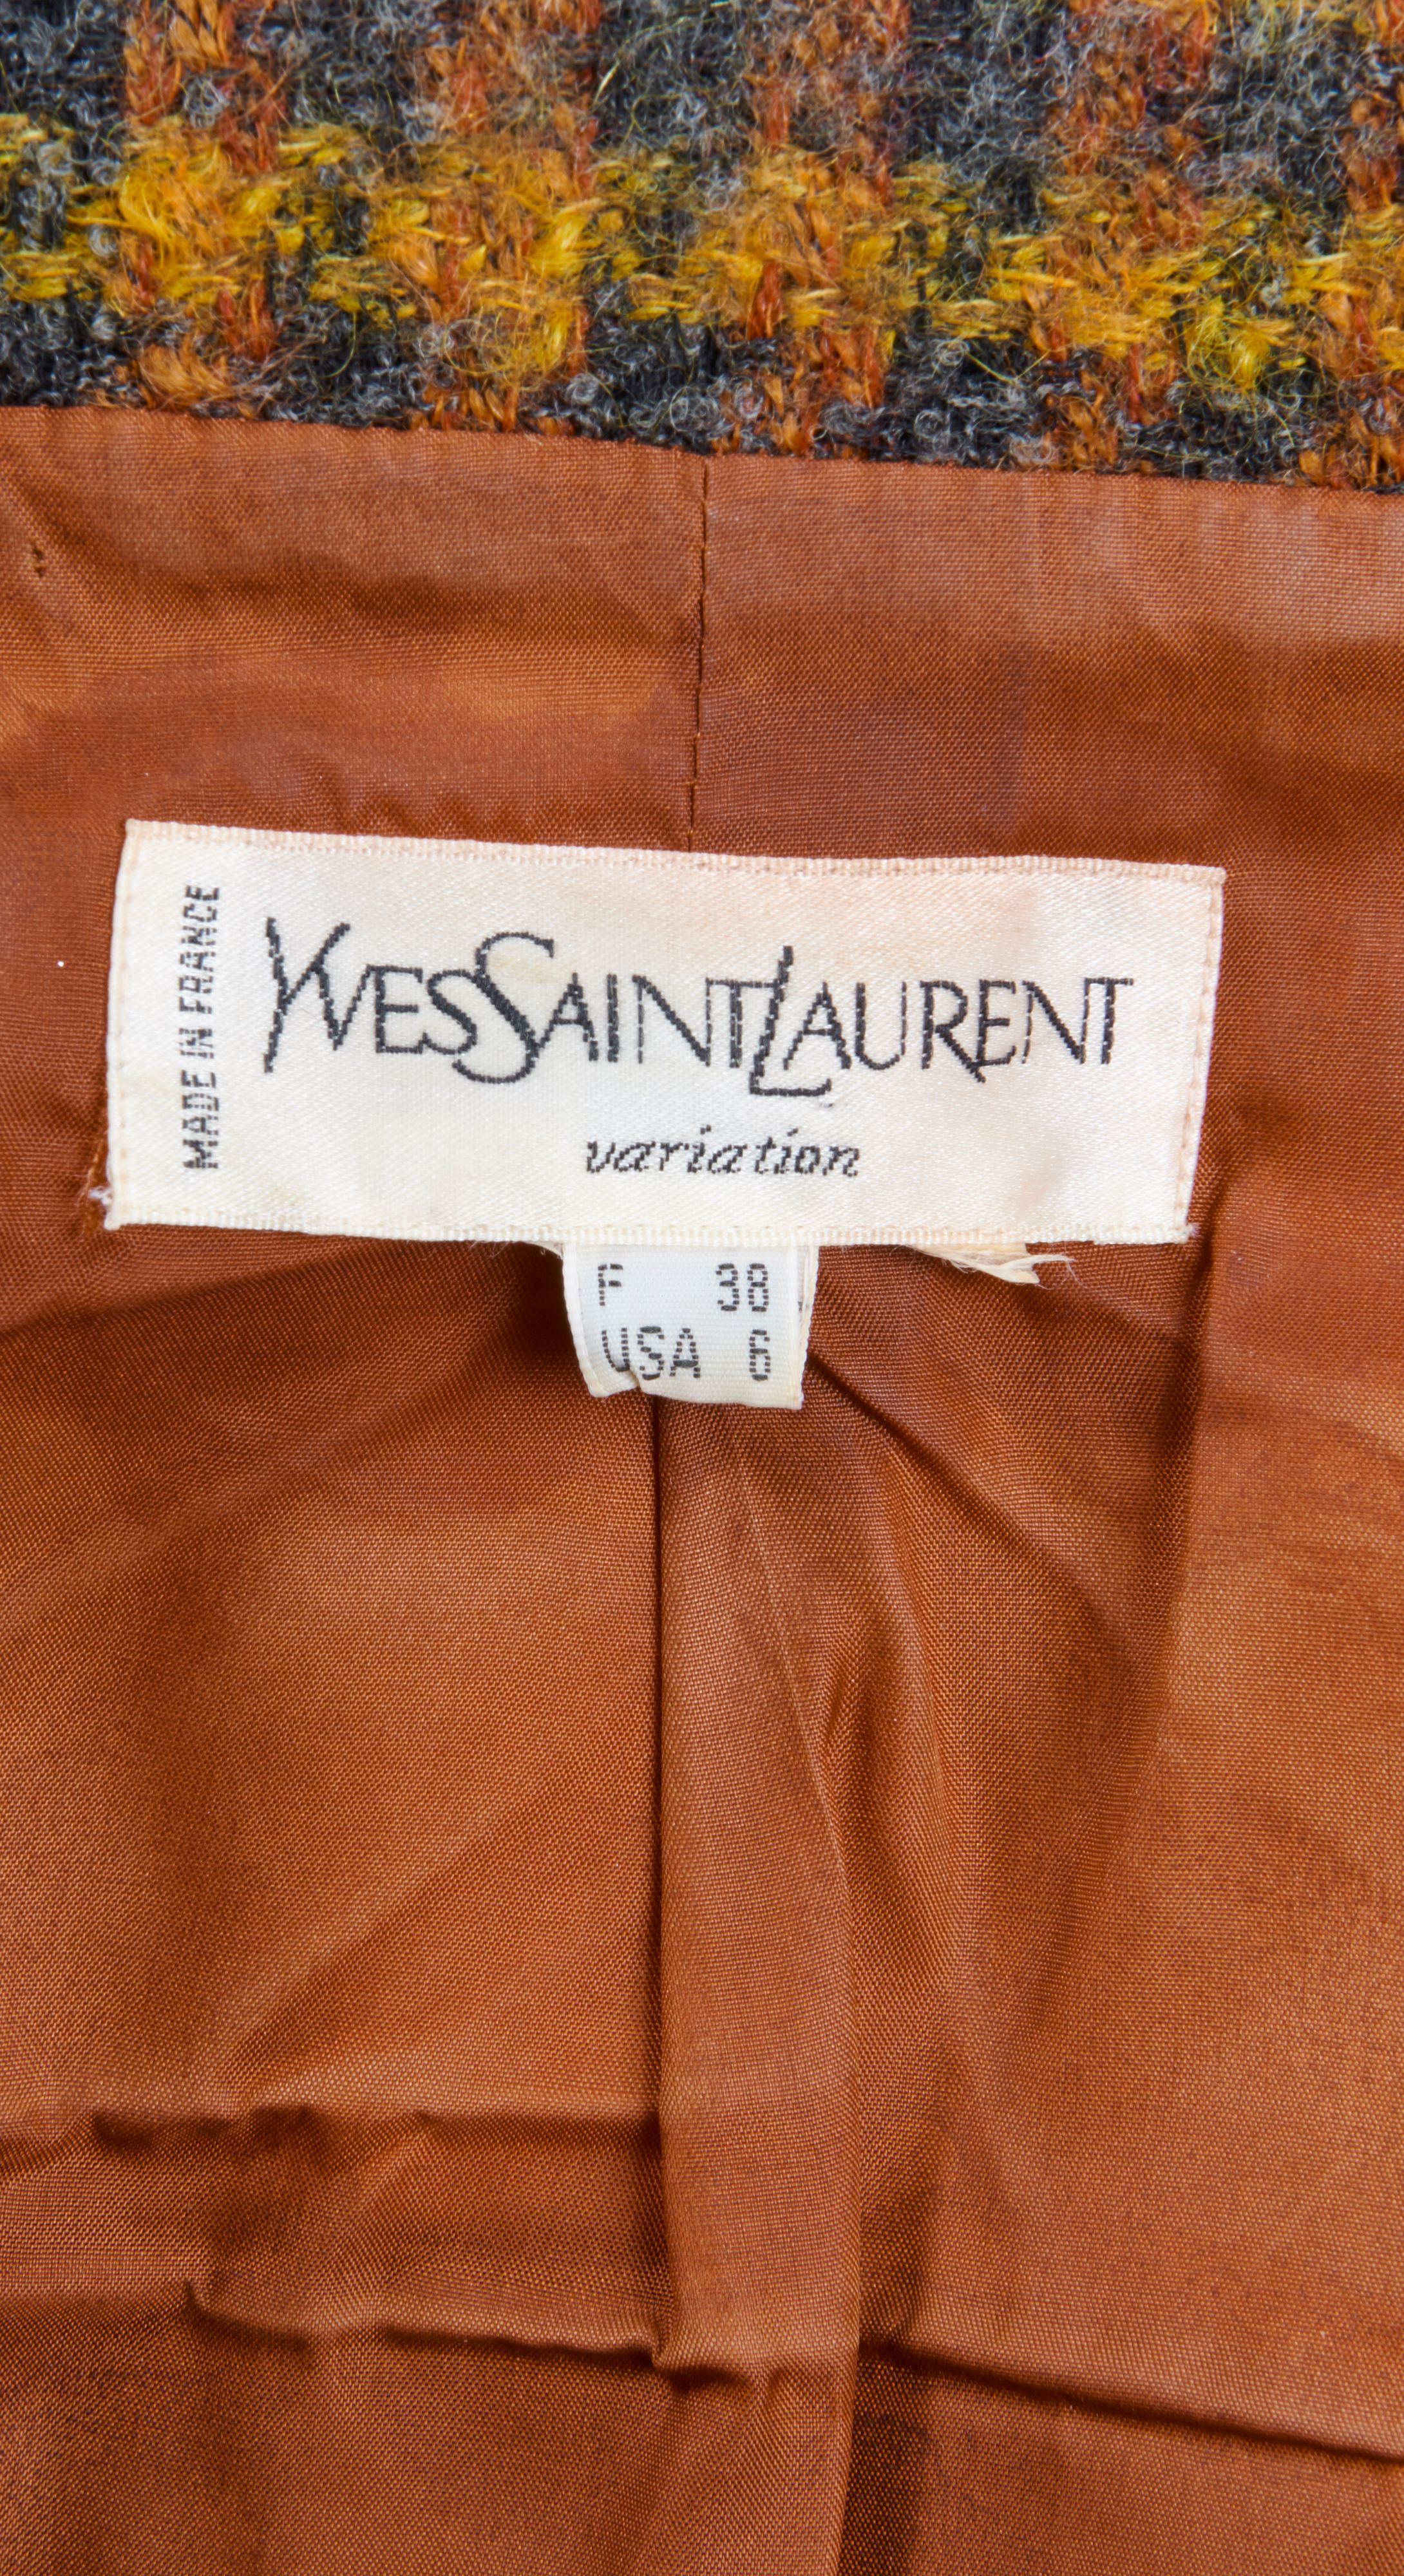 MADE IN FRANCE
YVESSAINTLAURENT
variation
F 38
USA 6